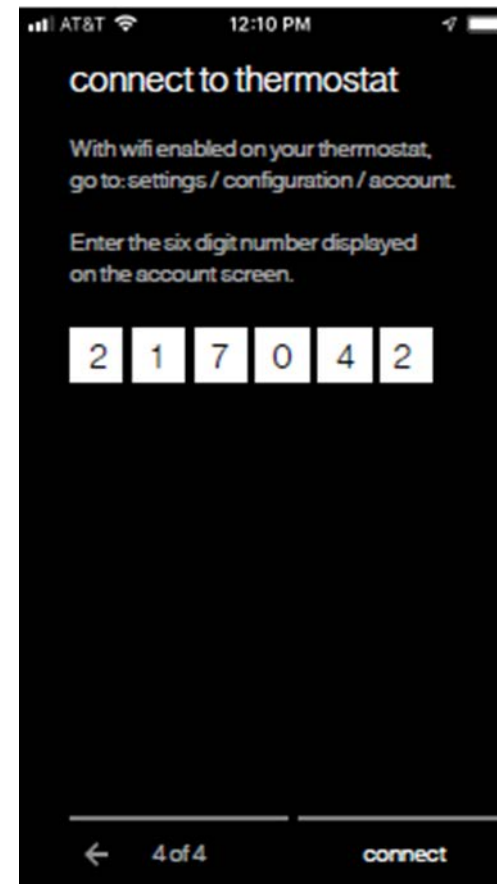 AT&T 12:10 PM
connect to thermostat
With wifi enabled on your thermostat,
go to: settings / configuration / account.
Enter the six digit number displayed
on the account screen.
2 1 7 0 4 2
4 of 4 connect